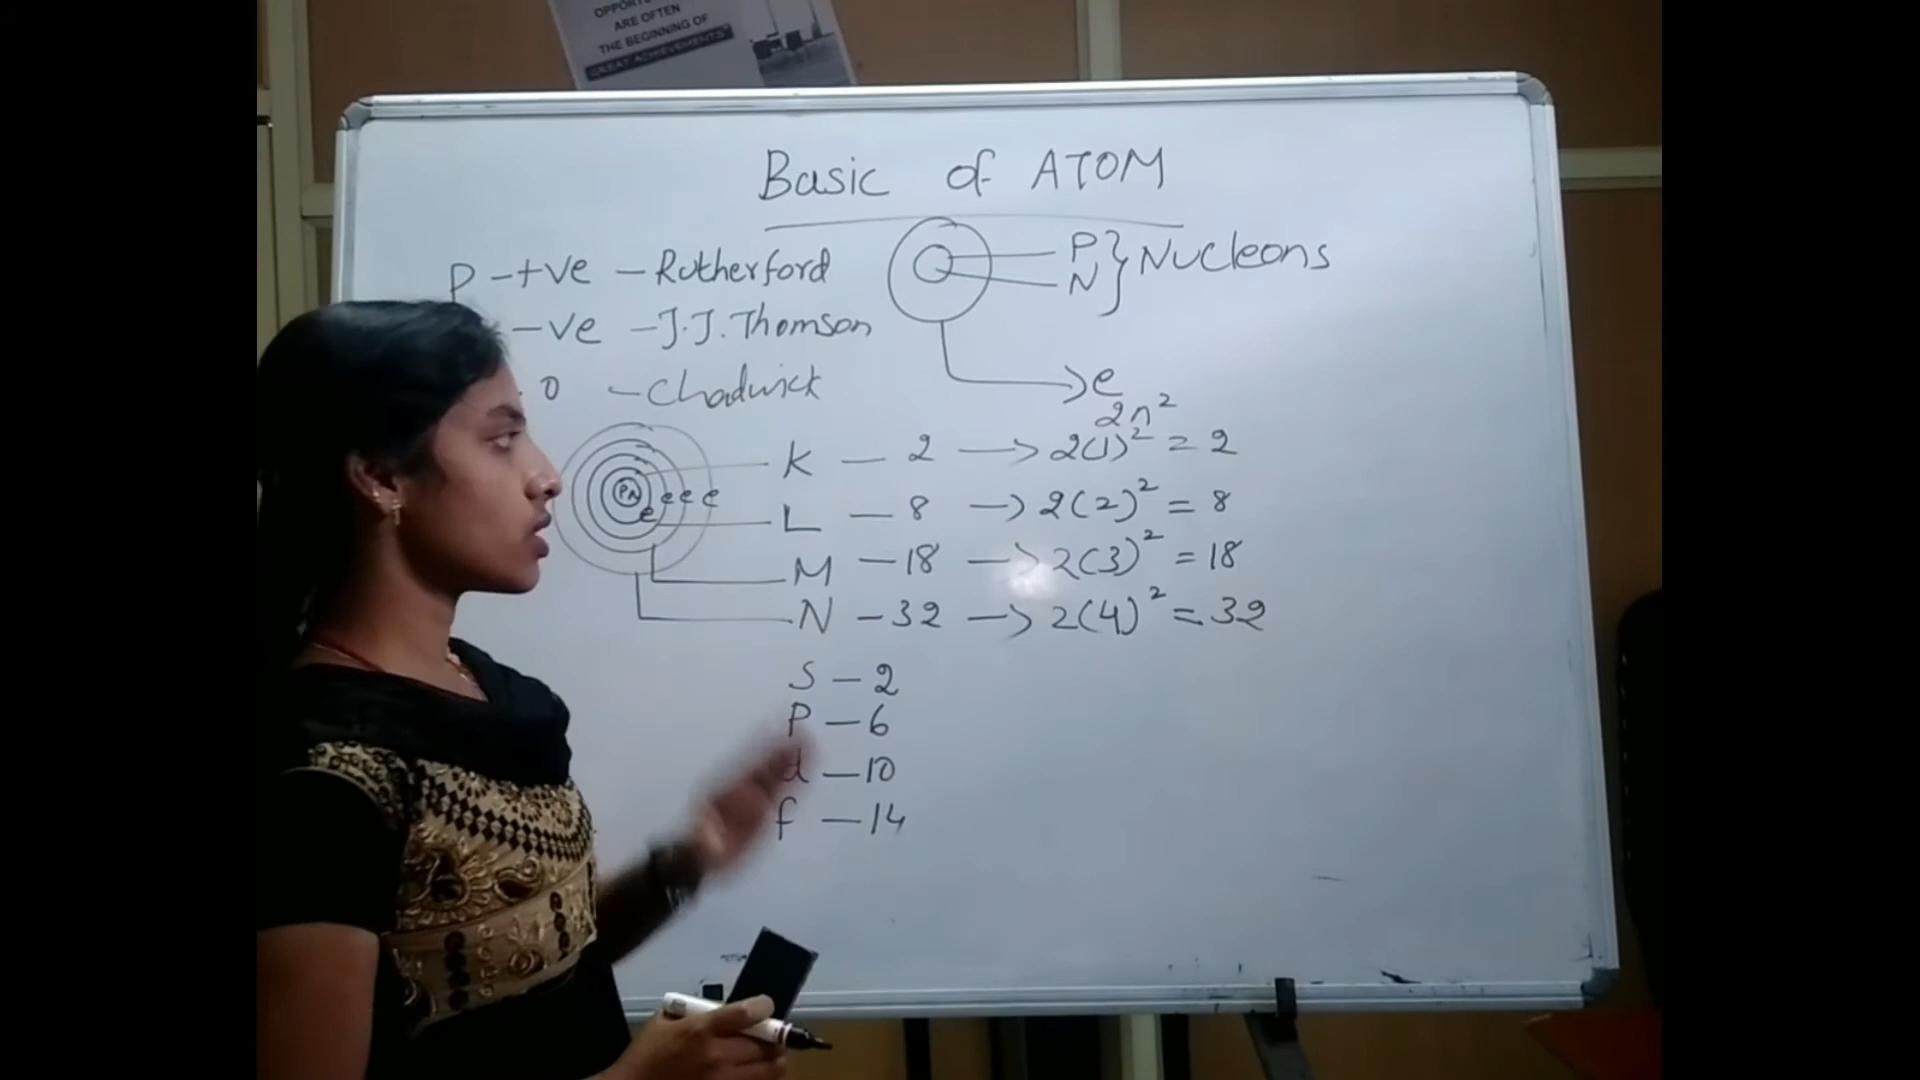 ARE OFTEN
THE BEGINNING OF
GREAT ACHIEVEMENTS"
Basic of ATOM
P -+ve - Rutherford
-ve - J.J. Thomson
0 - Chadwick
P } Nucleons
N
e
2n²
PN e e e e
K - 2 -> 2(1)² = 2
L - 8 -> 2(2)² = 8
M - 18 -> 2(3)² = 18
N - 32 -> 2(4)² = 32
S - 2
P - 6
d - 10
f - 14